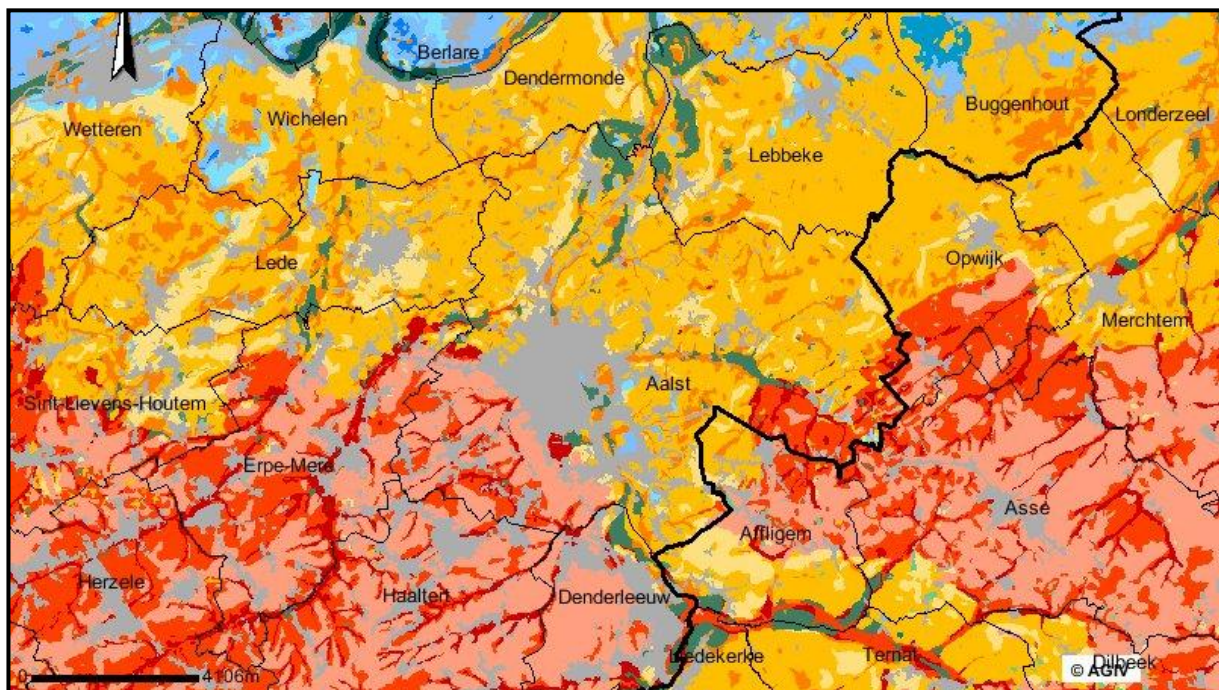 Berlare
Dendermonde
Buggenhout
Londerzeel
Wetteren
Wichelen
Lebbeke
Lede
Opwijk
Merchtem
Aalst
Sint-Lievens-Houtem
Erpe-Mere
Asse
Affligem
Herzele
Haaltert
Denderleeuw
Liedekerke
Ternat
Dilbeek
0 4106m
© AGIV